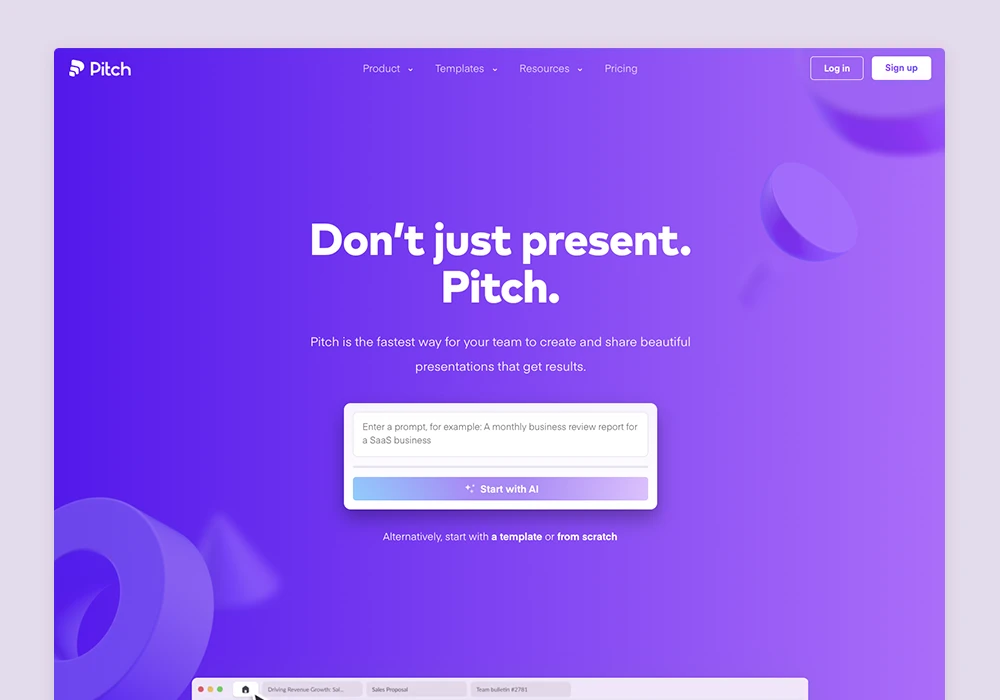 Pitch
Product
Templates
Resources
Pricing
Log in
Sign up
Don't just present.
Pitch.
Pitch is the fastest way for your team to create and share beautiful
presentations that get results.
Enter a prompt, for example: A monthly business review report for
a SaaS business
Start with AI
Alternatively, start with a template or from scratch
Driving Revenue Growth: Sal...
Sales Proposal
Team bulletin #2781